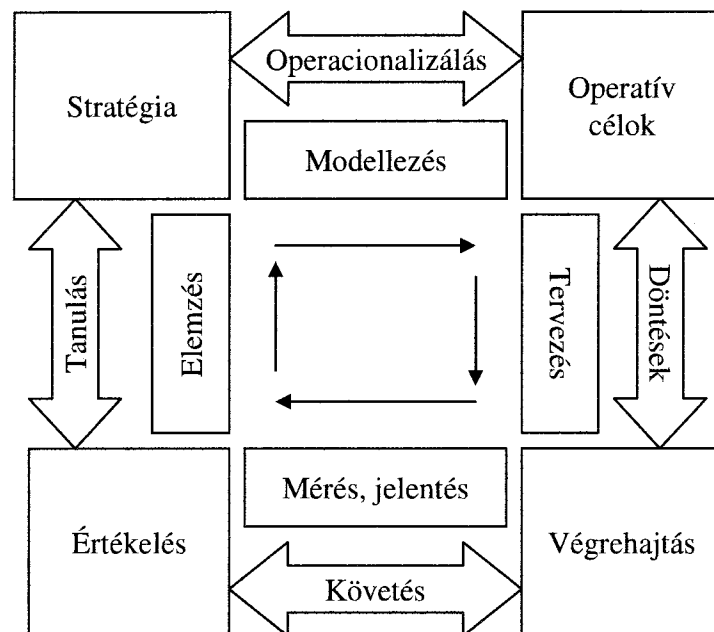 Operacionalizálás
Stratégia
Operatív
célok
Modellezés
Tanulás
Elemzés
Tervezés
Döntések
Mérés, jelentés
Értékelés
Végrehajtás
Követés